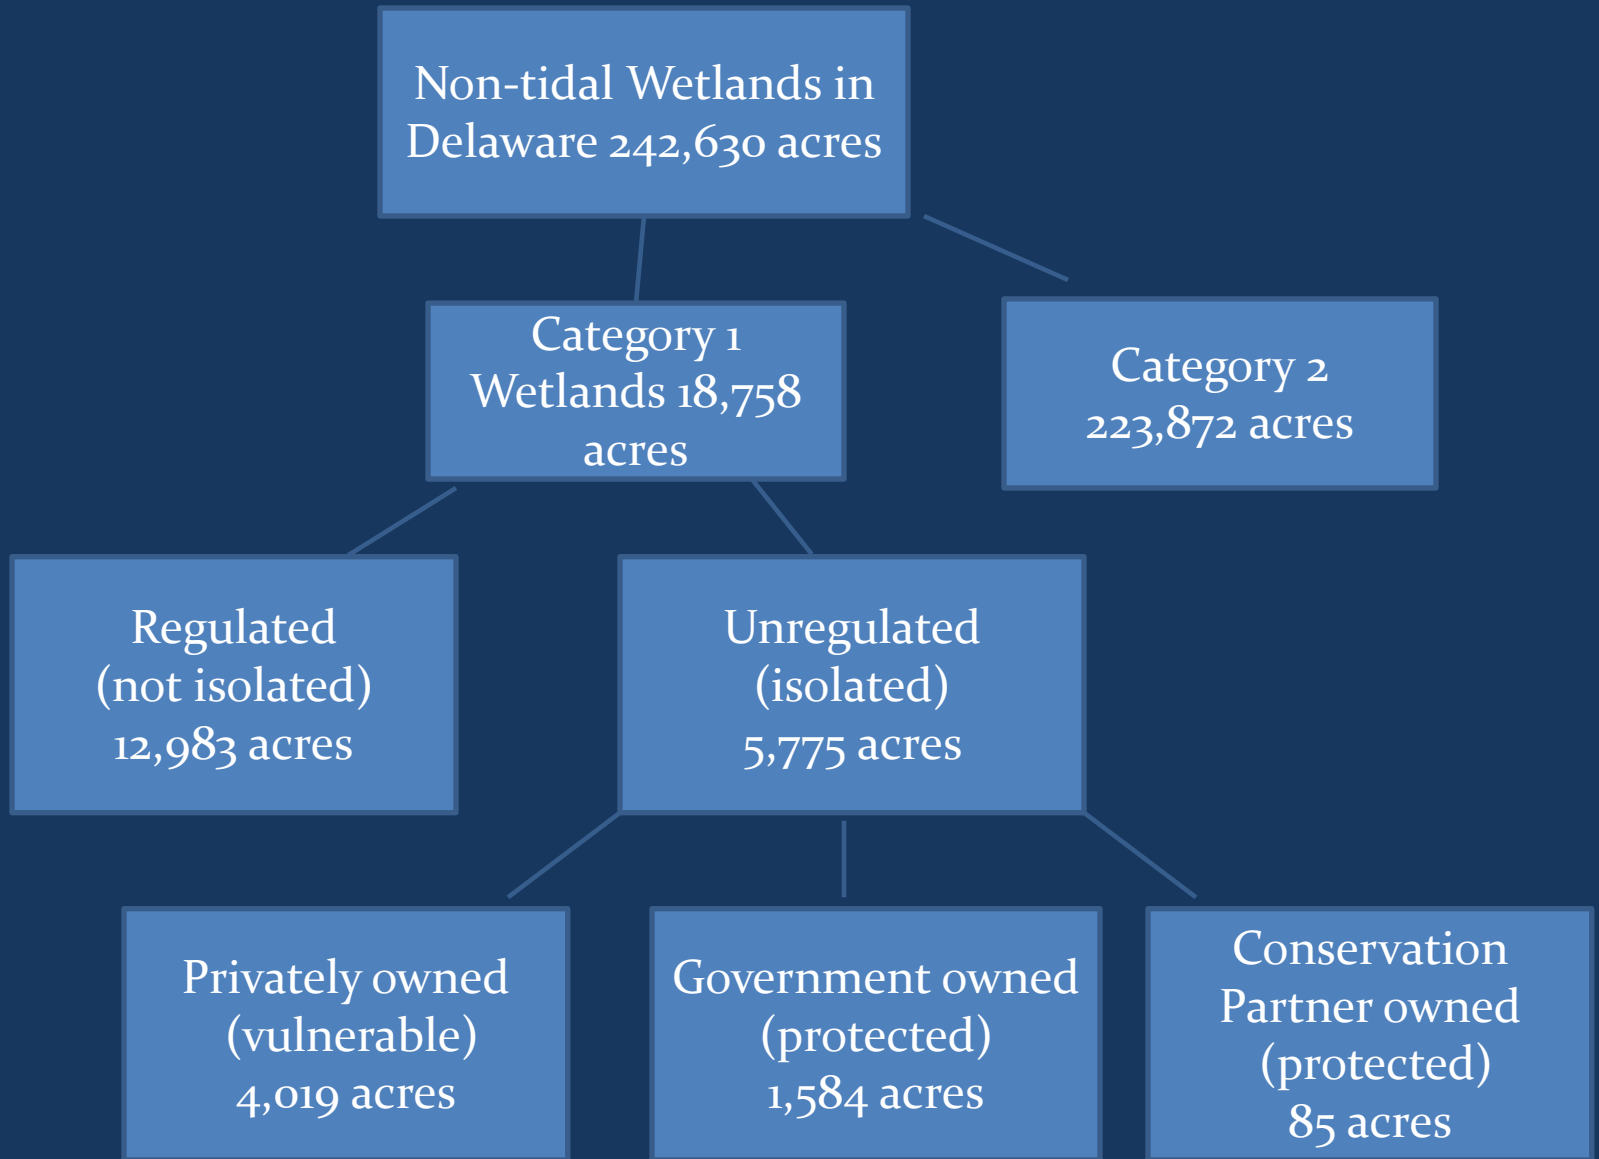 Non-tidal Wetlands in
Delaware 242,630 acres
Category 1
Wetlands 18,758
acres
Category 2
223,872 acres
Regulated
(not isolated)
12,983 acres
Unregulated
(isolated)
5,775 acres
Privately owned
(vulnerable)
4,019 acres
Government owned
(protected)
1,584 acres
Conservation
Partner owned
(protected)
85 acres